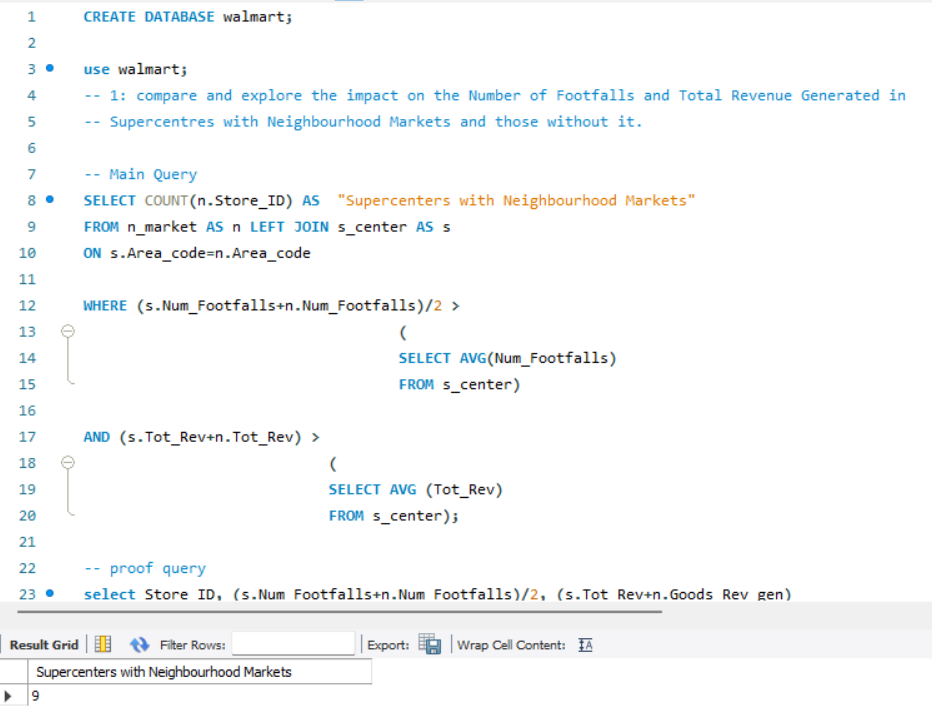 1 CREATE DATABASE walmart;
2
3 use walmart;
4 -- 1: compare and explore the impact on the Number of Footfalls and Total Revenue Generated in
5 -- Supercentres with Neighbourhood Markets and those without it.
6
7 -- Main Query
8 SELECT COUNT(n.Store_ID) AS "Supercenters with Neighbourhood Markets"
9 FROM n_market AS n LEFT JOIN s_center AS s
10 ON s.Area_code=n.Area_code
11
12 WHERE (s.Num_Footfalls+n.Num_Footfalls)/2 >
13 (
14 SELECT AVG(Num_Footfalls)
15 FROM s_center)
16
17 AND (s.Tot_Rev+n.Tot_Rev) >
18 (
19 SELECT AVG (Tot_Rev)
20 FROM s_center);
21
22 -- proof query
23 select Store_ID, (s.Num_Footfalls+n.Num_Footfalls)/2, (s.Tot_Rev+n.Goods_Rev_gen)
Result Grid Filter Rows: Export: Wrap Cell Content: IA
Supercenters with Neighbourhood Markets
9